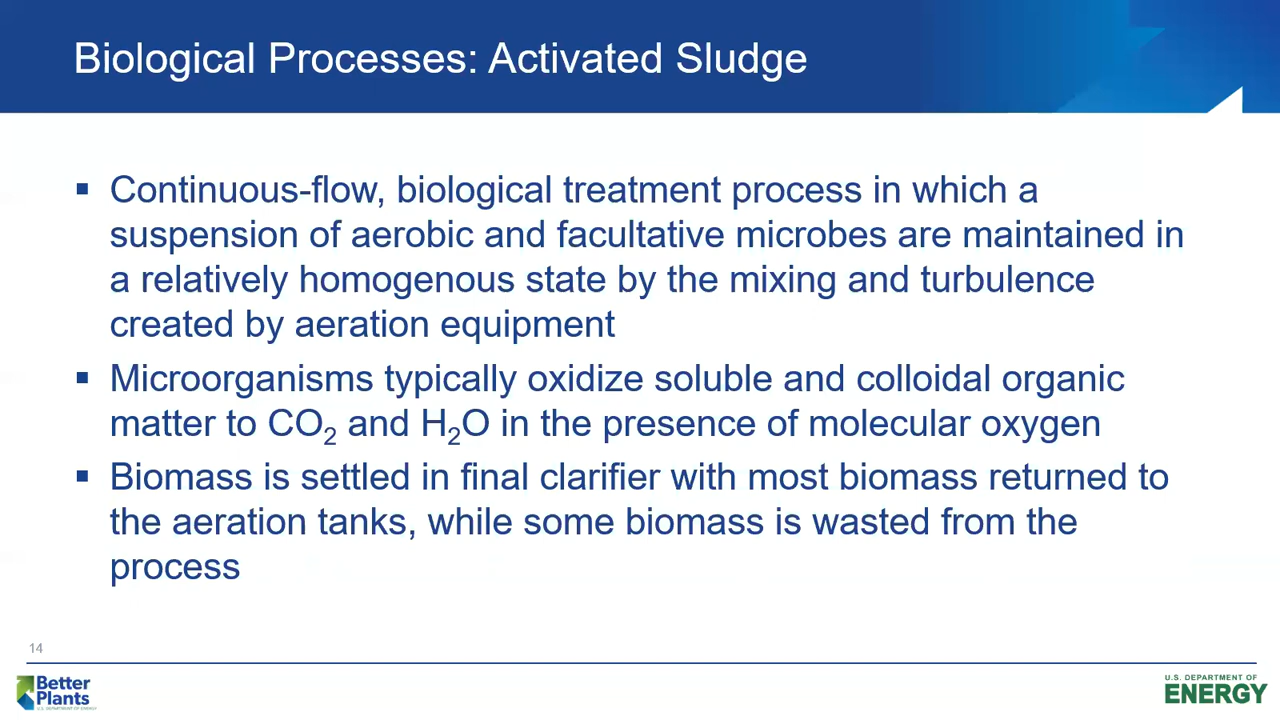 Biological Processes: Activated Sludge
▪ Continuous-flow, biological treatment process in which a
suspension of aerobic and facultative microbes are maintained in
a relatively homogenous state by the mixing and turbulence
created by aeration equipment
▪ Microorganisms typically oxidize soluble and colloidal organic
matter to CO₂ and H₂O in the presence of molecular oxygen
▪ Biomass is settled in final clarifier with most biomass returned to
the aeration tanks, while some biomass is wasted from the
process
14
Better
Plants
U.S. DEPARTMENT OF ENERGY
U.S. DEPARTMENT OF
ENERGY